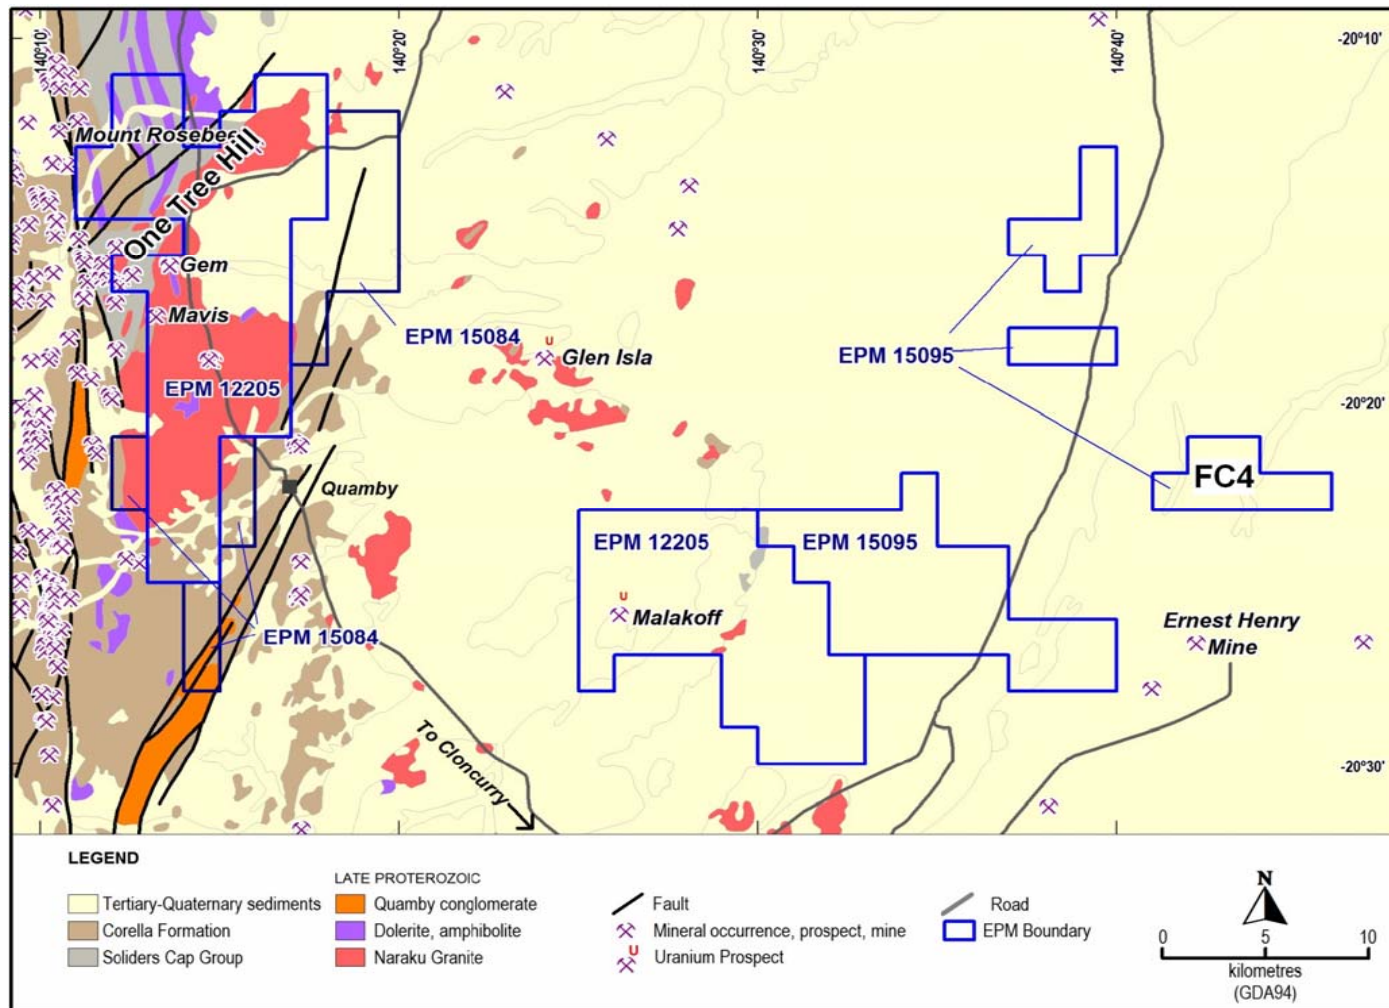 140°10'
140°20'
140°30'
140°40'
-20°10'
Mount Rosebee
One Tree Hill
Gem
Mavis
EPM 15084
U
Glen Isla
EPM 15095
EPM 12205
-20°20'
FC4
Quamby
EPM 12205
EPM 15095
U
Malakoff
Ernest Henry
Mine
EPM 15084
To Cloncurry
-20°30'
LEGEND
LATE PROTEROZOIC
Tertiary-Quaternary sediments
Corella Formation
Soliders Cap Group
Quamby conglomerate
Dolerite, amphibolite
Naraku Granite
Fault
Mineral occurrence, prospect, mine
U
Uranium Prospect
Road
EPM Boundary
N
0 5 10
kilometres
(GDA94)